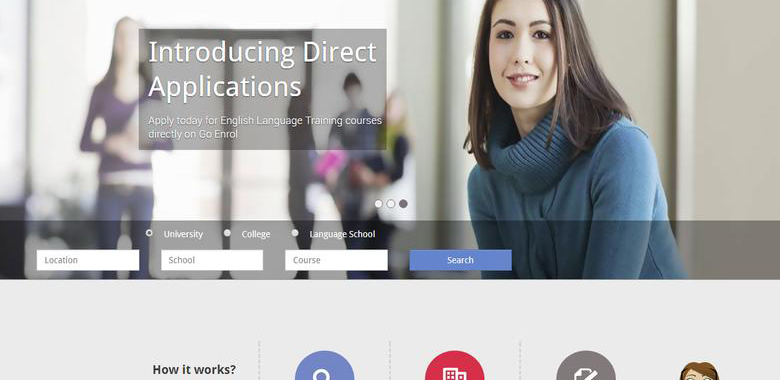 Introducing Direct
Applications
Apply today for English Language Training courses
directly on Go Enrol
University College Language School
Location School Course Search
How it works?